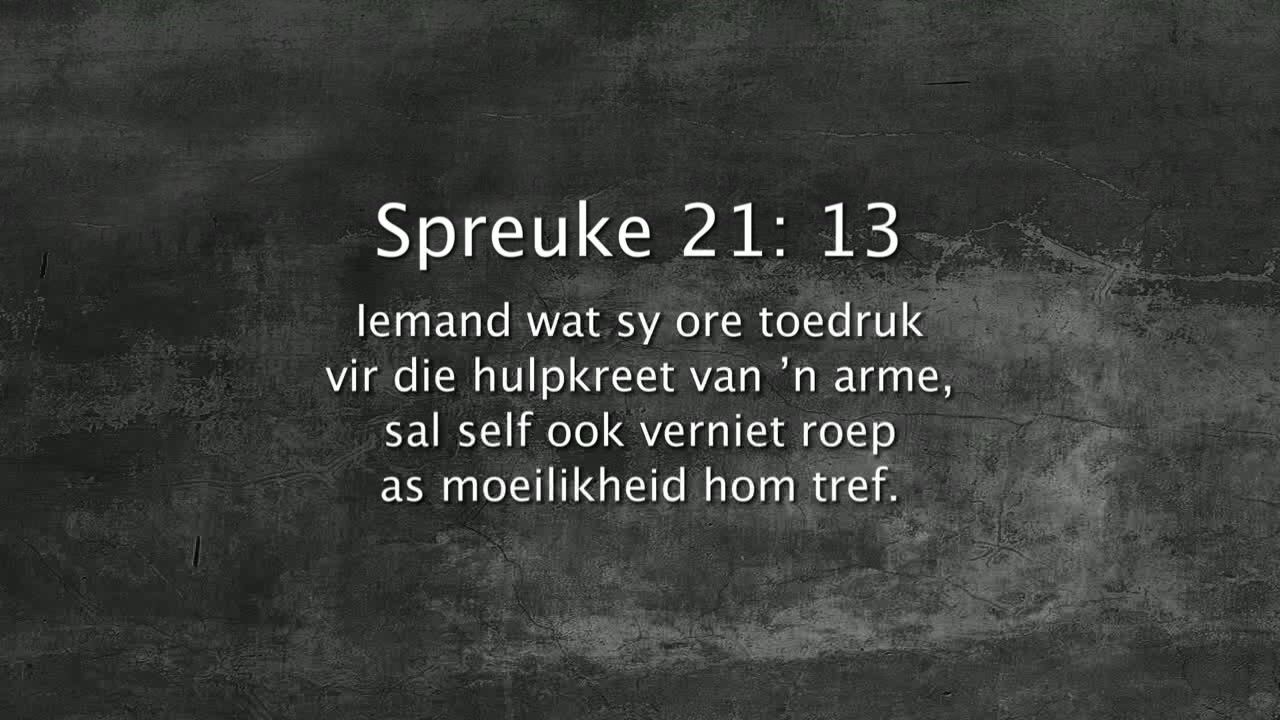 Spreuke 21: 13
Iemand wat sy ore toedruk
vir die hulpkreet van ’n arme,
sal self ook verniet roep
as moeilikheid hom tref.